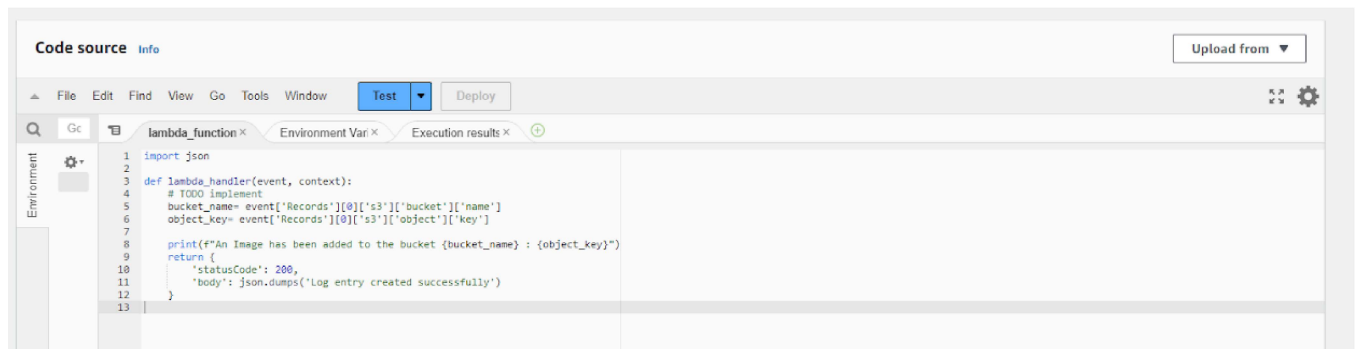 Code source Info
Upload from ▼
File Edit Find View Go Tools Window Test Deploy
Go
lambda_function × Environment Vari × Execution results ×
Environment
1 import json
2
3 def lambda_handler(event, context):
4     # TODO implement
5     bucket_name= event['Records'][0]['s3']['bucket']['name']
6     object_key= event['Records'][0]['s3']['object']['key']
7
8     print(f"An Image has been added to the bucket {bucket_name} : {object_key}")
9     return {
10         'statusCode': 200,
11         'body': json.dumps('Log entry created successfully')
12     }
13